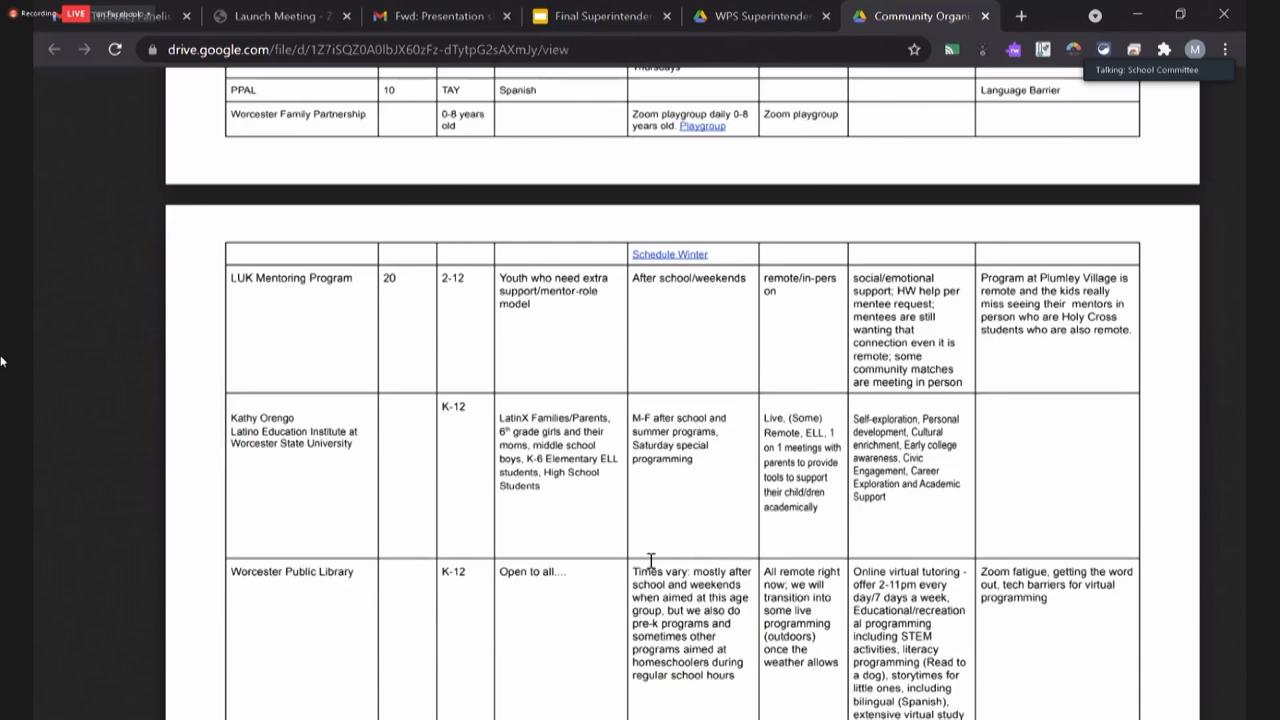 Recording
LIVE
on Facebook
Launch Meeting - Z
Fwd: Presentation s
Final Superintender
WPS Superintender
Community Organi
drive.google.com/file/d/1Z7iSQZ0A0lbJX60zFz-dTytpG2sAXmJy/view
M
Talking: School Committee
Thursdays
PPAL
10
TAY
Spanish
Language Barrier
Worcester Family Partnership
0-8 years
old
Zoom playgroup daily 0-8
years old. Playgroup
Zoom playgroup
Schedule Winter
LUK Mentoring Program
20
2-12
Youth who need extra
support/mentor-role
model
After school/weekends
remote/in-pers
on
social/emotional
support; HW help per
mentee request;
mentees are still
wanting that
connection even it is
remote; some
community matches
are meeting in person
Program at Plumley Village is
remote and the kids really
miss seeing their mentors in
person who are Holy Cross
students who are also remote.
Kathy Orengo
Latino Education Institute at
Worcester State University
K-12
LatinX Families/Parents,
6th grade girls and their
moms, middle school
boys, K-6 Elementary ELL
students, High School
Students
M-F after school and
summer programs,
Saturday special
programming
Live, (Some)
Remote, ELL, 1
on 1 meetings with
parents to provide
tools to support
their child/dren
academically
Self-exploration, Personal
development, Cultural
enrichment, Early college
awareness, Civic
Engagement, Career
Exploration and Academic
Support
Worcester Public Library
K-12
Open to all....
Times vary: mostly after
school and weekends
when aimed at this age
group, but we also do
pre-k programs and
sometimes other
programs aimed at
homeschoolers during
regular school hours
All remote right
now; we will
transition into
some live
programming
(outdoors)
once the
weather allows
Online virtual tutoring -
offer 2-11pm every
day/7 days a week,
Educational/recreation
al programming
including STEM
activities, literacy
programming (Read to
a dog), storytimes for
little ones, including
bilingual (Spanish),
extensive virtual study
Zoom fatigue, getting the word
out, tech barriers for virtual
programming